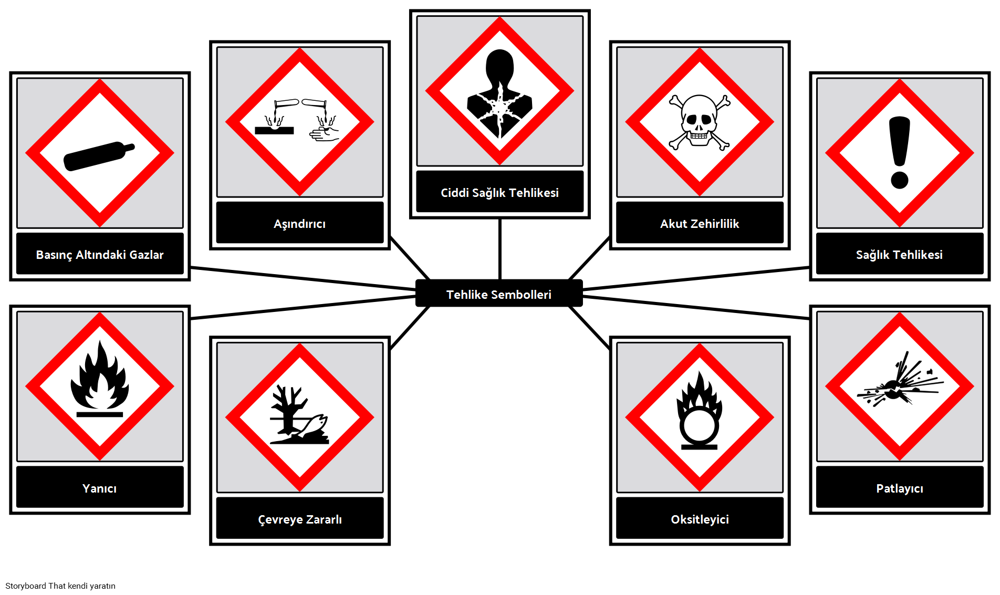 Ciddi Sağlık Tehlikesi
Aşındırıcı
Akut Zehirlilik
Basınç Altındaki Gazlar
Sağlık Tehlikesi
Tehlike Sembolleri
Yanıcı
Patlayıcı
Çevreye Zararlı
Oksitleyici
Storyboard That kendi yaratın